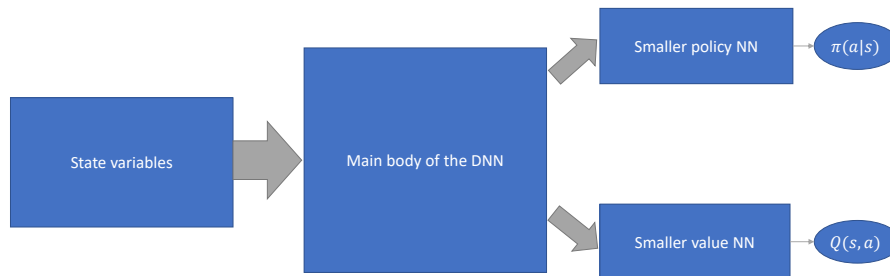 State variables
Main body of the DNN
Smaller policy NN
π(a|s)
Smaller value NN
Q(s,a)